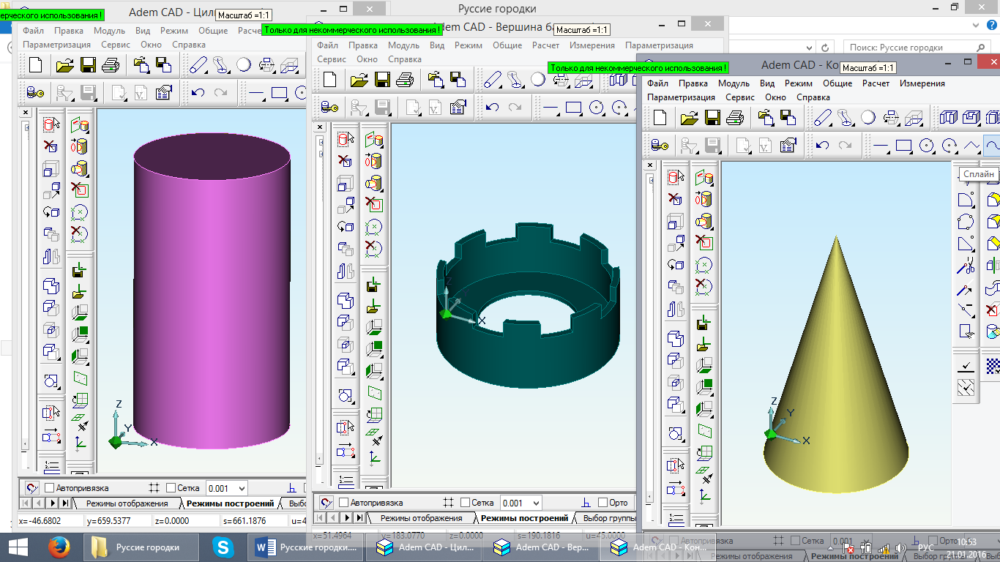 Adem CAD - Цил
Руссие городки
ерческого использования !
Масштаб =1:1
Файл Правка Модуль Вид Режим Общие Расче
Параметризация Сервис Окно Справка
Только для некоммерческого использования !
Adem CAD - Вершина ба
Масштаб =1:1
Файл Правка Модуль Вид Режим Общие Расчет Измерения Параметризация
Сервис Окно Справка
Поиск: Руссие городки
Только для некоммерческого использования !
Adem CAD - Ко
Масштаб =1:1
Файл Правка Модуль Вид Режим Общие Расчет Измерения
Параметризация Сервис Окно Справка
Сплайн
Z
Y
X
Z
X
Z
Y
X
Автопривязка Сетка 0.001
Режимы отображения Режимы построений Выбо
x=-46.6802 y=659.5377 z=0.0000 s=661.1876 u=4
Автопривязка Сетка 0.001 Орто
Режимы отображения Режимы построений Выбор группы
x=51.4964 y=183.0770 z=0.0000 s=190.1816 u=45.0000
Автопривязка Сетка 0.001
Режимы отображения Режимы построений Выбор группы
Руссие городки
Русские городки....
Adem CAD - Цил...
Adem CAD - Вер...
Adem CAD - Кон...
РУС
10:53
21.01.2016